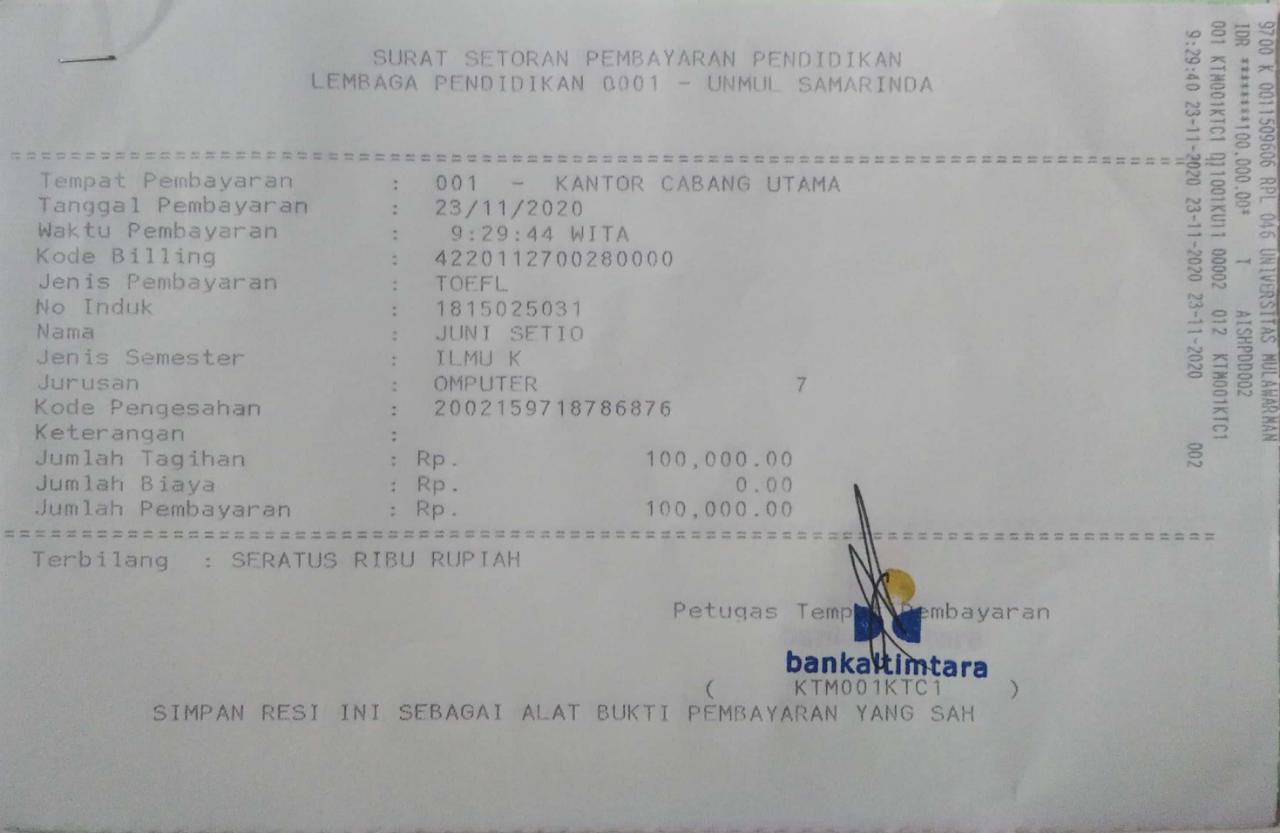 SURAT SETORAN PEMBAYARAN PENDIDIKAN
LEMBAGA PENDIDIKAN 0001 - UNMUL SAMARINDA
Tempat Pembayaran : 001 - KANTOR CABANG UTAMA
Tanggal Pembayaran : 23/11/2020
Waktu Pembayaran : 9:29:44 WITA
Kode Billing : 4220112700280000
Jenis Pembayaran : TOEFL
No Induk : 1815025031
Nama : JUNI SETIO
Jenis Semester : ILMU K
Jurusan : OMPUTER 7
Kode Pengesahan : 2002159718786876
Keterangan :
Jumlah Tagihan : Rp. 100,000.00
Jumlah Biaya : Rp. 0.00
Jumlah Pembayaran : Rp. 100,000.00
Terbilang : SERATUS RIBU RUPIAH
Petugas Tempat Pembayaran
bankaltimtara
( KTM001KTC1 )
SIMPAN RESI INI SEBAGAI ALAT BUKTI PEMBAYARAN YANG SAH
9700 K 0011509606 RPL 046 UNIVERSITAS MULAWARMAN
IDR ********100,000.00* T AISHPDD002
001 KTM001KTC1 D11001KU11 00002 012 KTM001KTC1
9:29:40 23-11-2020 23-11-2020 23-11-2020 002